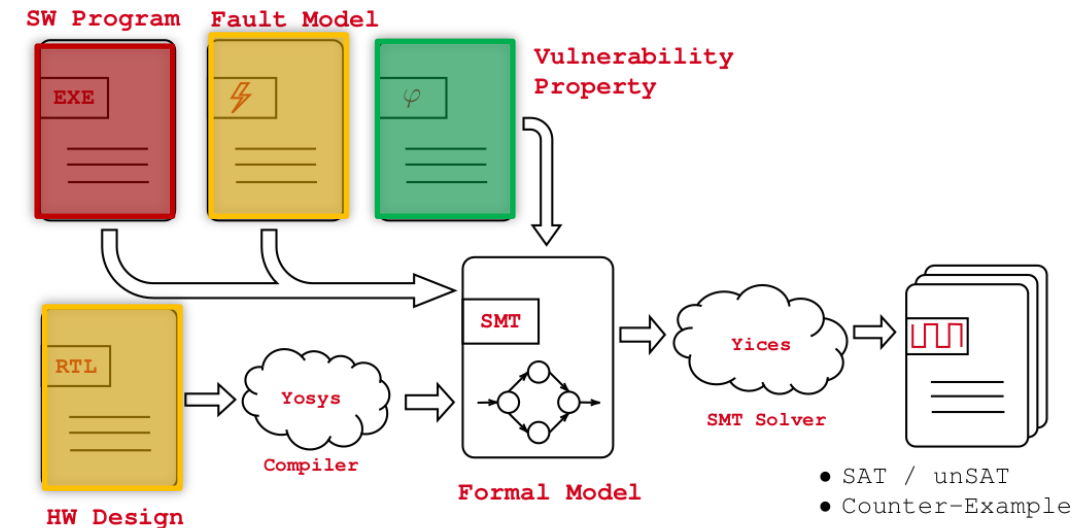 SW Program
Fault Model
Vulnerability
Property
EXE
φ
SMT
RTL
Yosys
Compiler
Yices
SMT Solver
Formal Model
HW Design
● SAT / unSAT
● Counter-Example